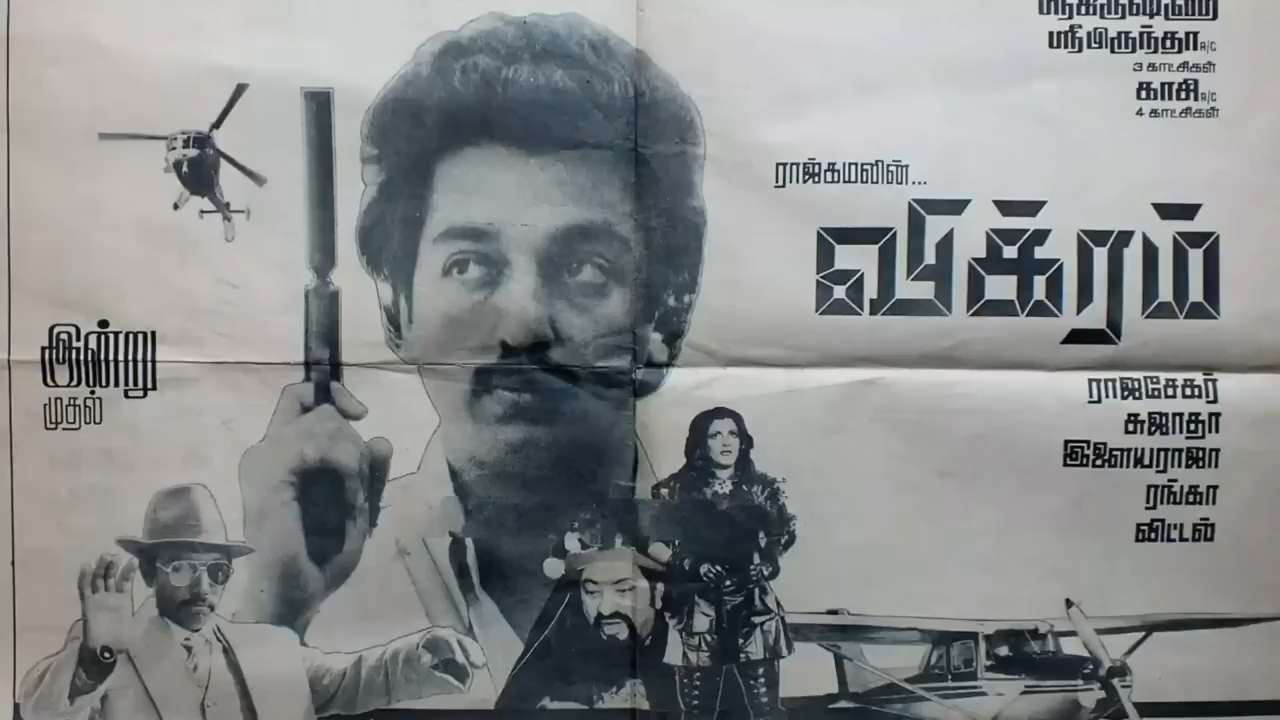 ஸ்ரீபிருந்தா A/C
3 காட்சிகள்
காசி A/C
4 காட்சிகள்
ராஜ்கமலின்...
விக்ரம்
இன்று
முதல்
ராஜசேகர்
சுஜாதா
இளையராஜா
ரங்கா
விட்டல்